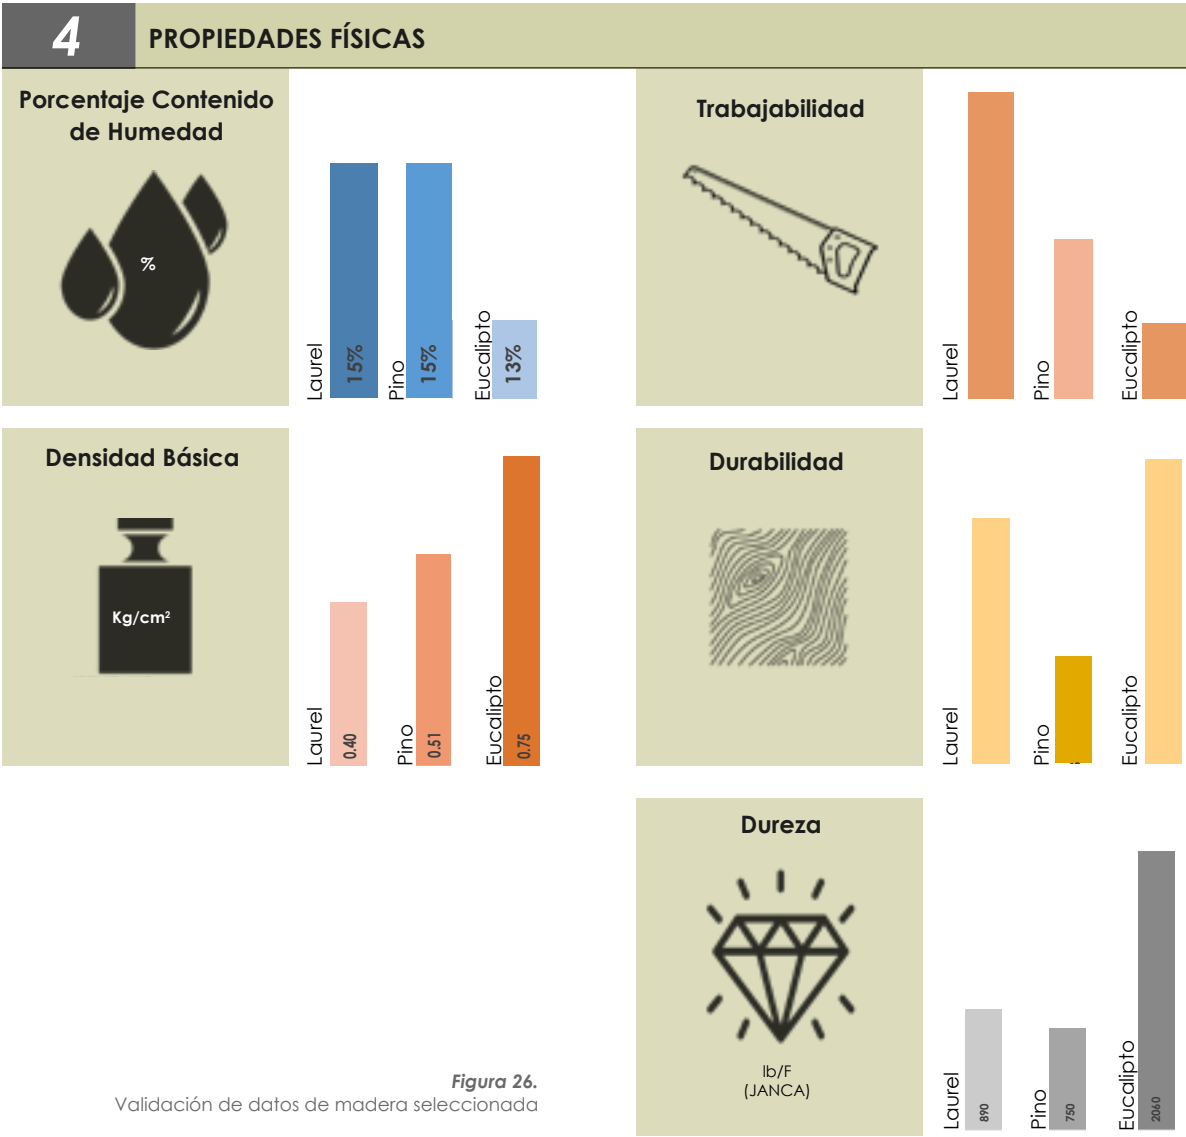 4
PROPIEDADES FÍSICAS
Porcentaje Contenido
de Humedad
%
Laurel
15%
Pino
15%
Eucalipto
13%
Trabajabilidad
Laurel
Pino
Eucalipto
Densidad Básica
Kg/cm²
Laurel
0.40
Pino
0.51
Eucalipto
0.75
Durabilidad
Laurel
Pino
Eucalipto
Dureza
lb/F
(JANCA)
Laurel
890
Pino
750
Eucalipto
2060
Figura 26.
Validación de datos de madera seleccionada